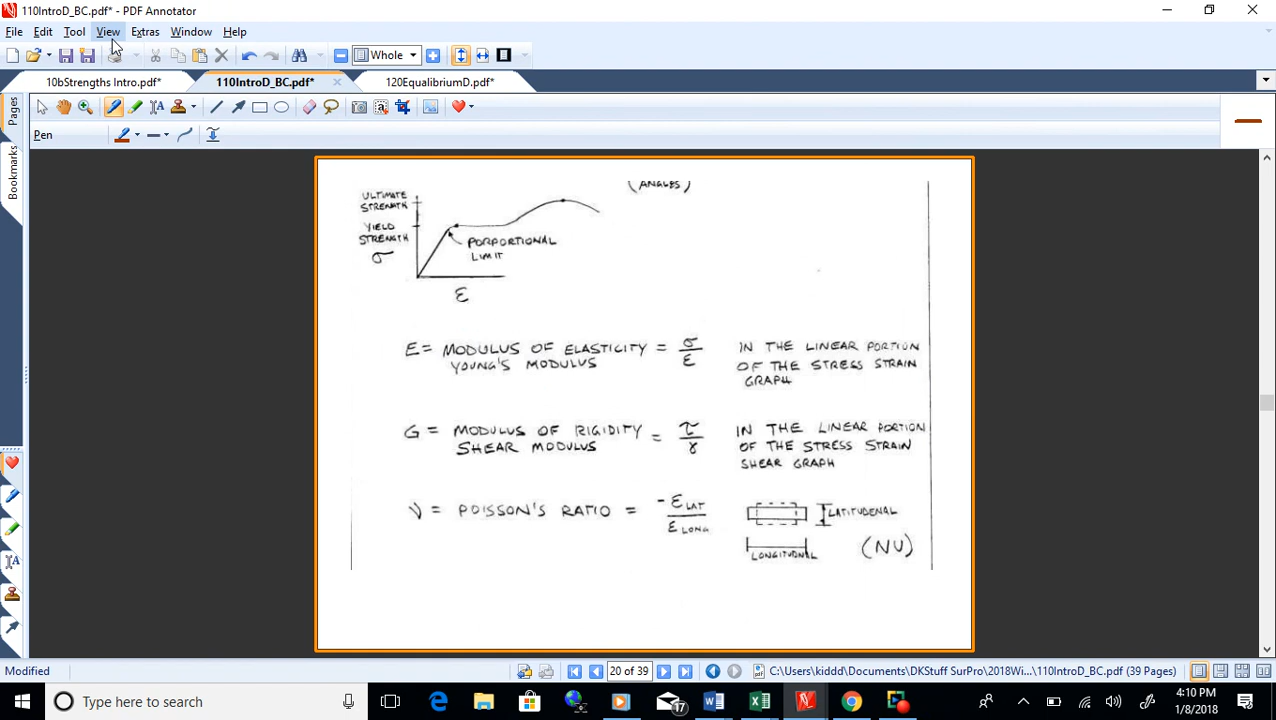 110IntroD_BC.pdf* - PDF Annotator
File Edit Tool View Extras Window Help
Whole
10bStrengths Intro.pdf* 110IntroD_BC.pdf* 120EqualibriumD.pdf*
Pen
Pages
Bookmarks
(ANGLES)
ULTIMATE
STRENGTH
YIELD
STRENGTH
σ
PORPORTIONAL
LIMIT
ε
E = MODULUS OF ELASTICITY = σ/ε IN THE LINEAR PORTION
YOUNG'S MODULUS OF THE STRESS STRAIN
GRAPH
G = MODULUS OF RIGIDITY = τ/γ IN THE LINEAR PORTION
SHEAR MODULUS OF THE STRESS STRAIN
SHEAR GRAPH
ν = POISSON'S RATIO = -ε LAT / ε LONG LATITUDENAL
LONGITUDNAL (NU)
Modified 20 of 39 C:\Users\kiddd\Documents\DKStuff SurPro\2018Wi...\110IntroD_BC.pdf (39 Pages)
Type here to search 17 4:10 PM
1/8/2018